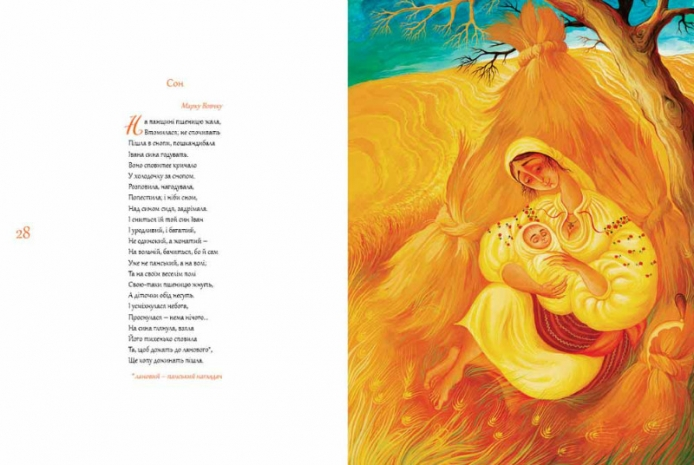 Сон
Марку Вовчку
На панщині пшеницю жала,
Втомилася; не спочивать
Пішла в снопи, пошкандибала
Івана сина годувать.
Воно сповитеє кричало
У холодочку за снопом.
Розповила, нагодувала,
Попестила; і ніби сном,
Над сином сидя, задрімала.
І сниться їй той син Іван
І уродливий, і багатий,
Не одинокий, а жонатий –
На вольній, бачиться, бо й сам
Уже не панський, а на волі;
Та на своїм веселім полі
Свою-таки пшеницю жнуть,
А діточки обід несуть.
І усміхнулася небога,
Проснулася – нема нічого...
На сина глянула, взяла
Його тихенько сповила
Та, щоб дожать до ланового*,
Ще копу дожинать пішла.
*лановий – панський наглядач
28